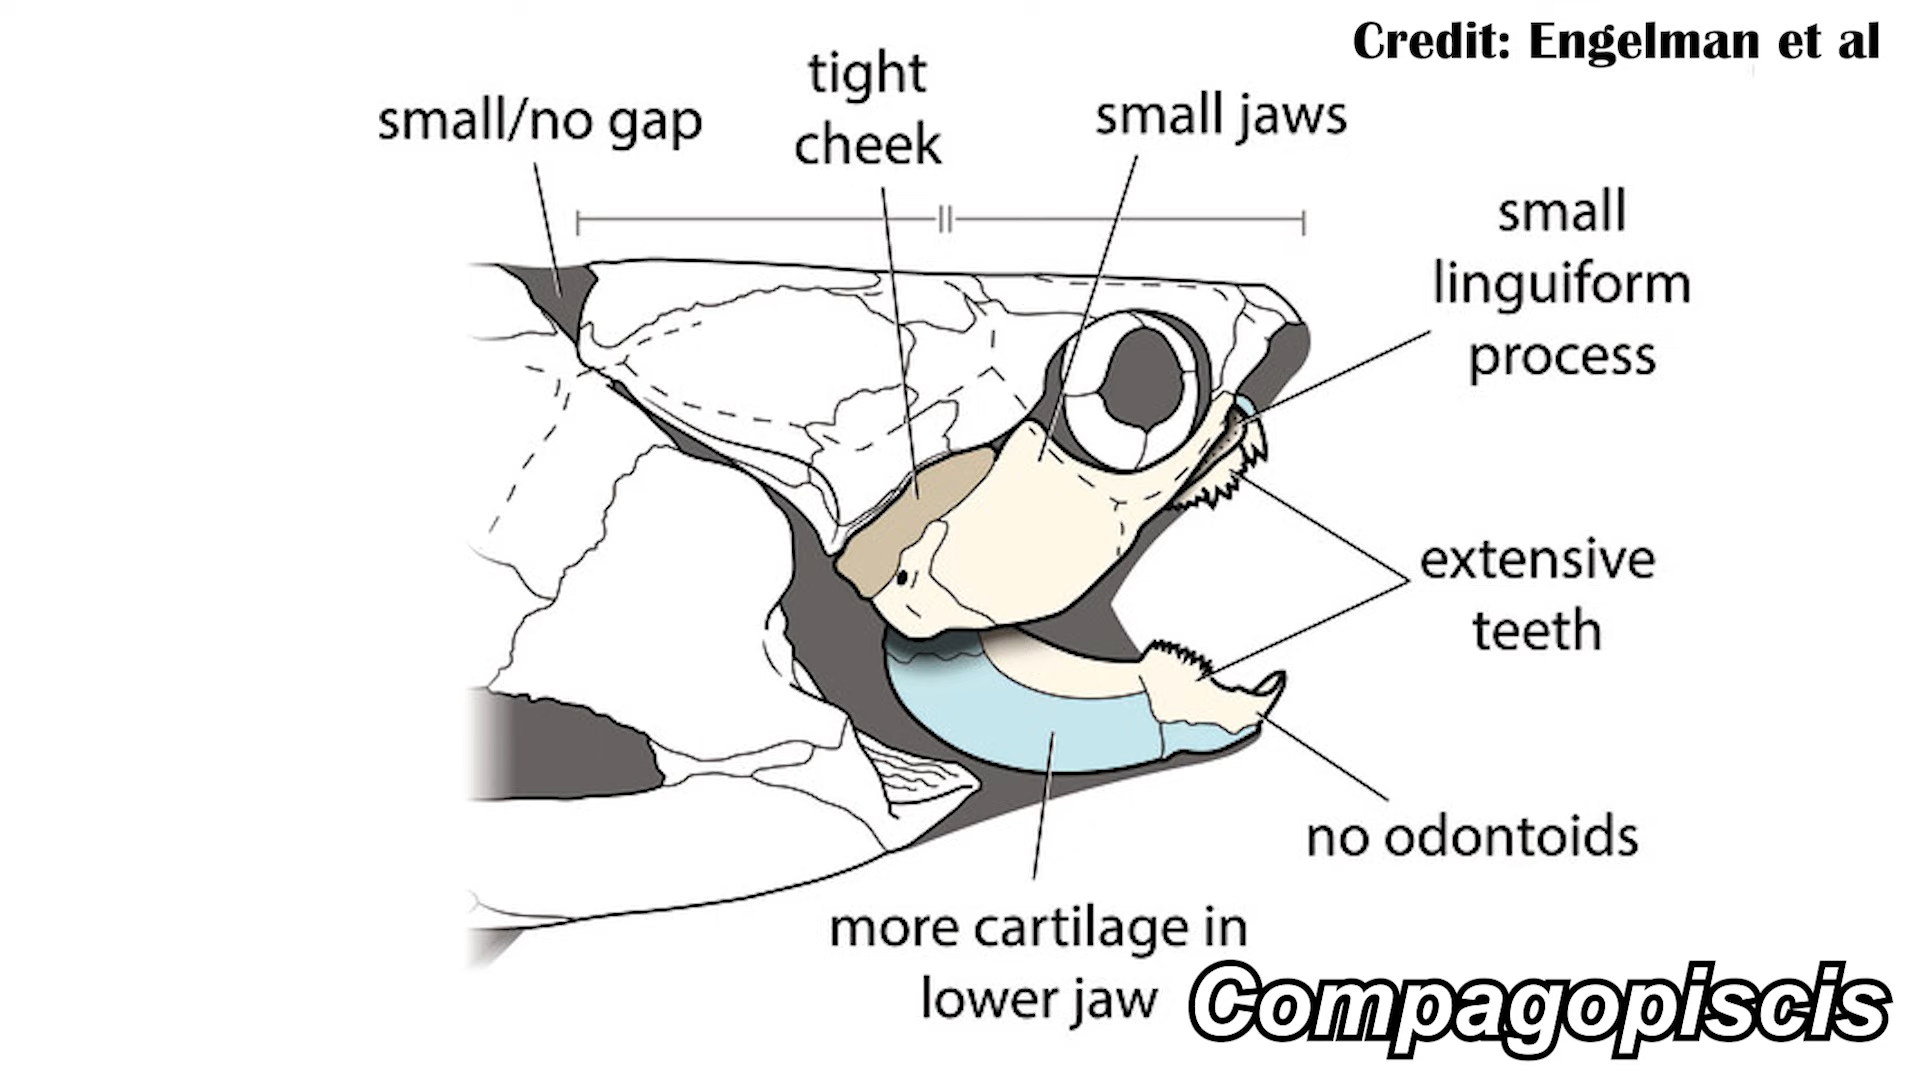 Credit: Engelman et al
tight
cheek
small/no gap
small jaws
small
linguiform
process
extensive
teeth
no odontoids
more cartilage in
lower jaw
Compagopiscis